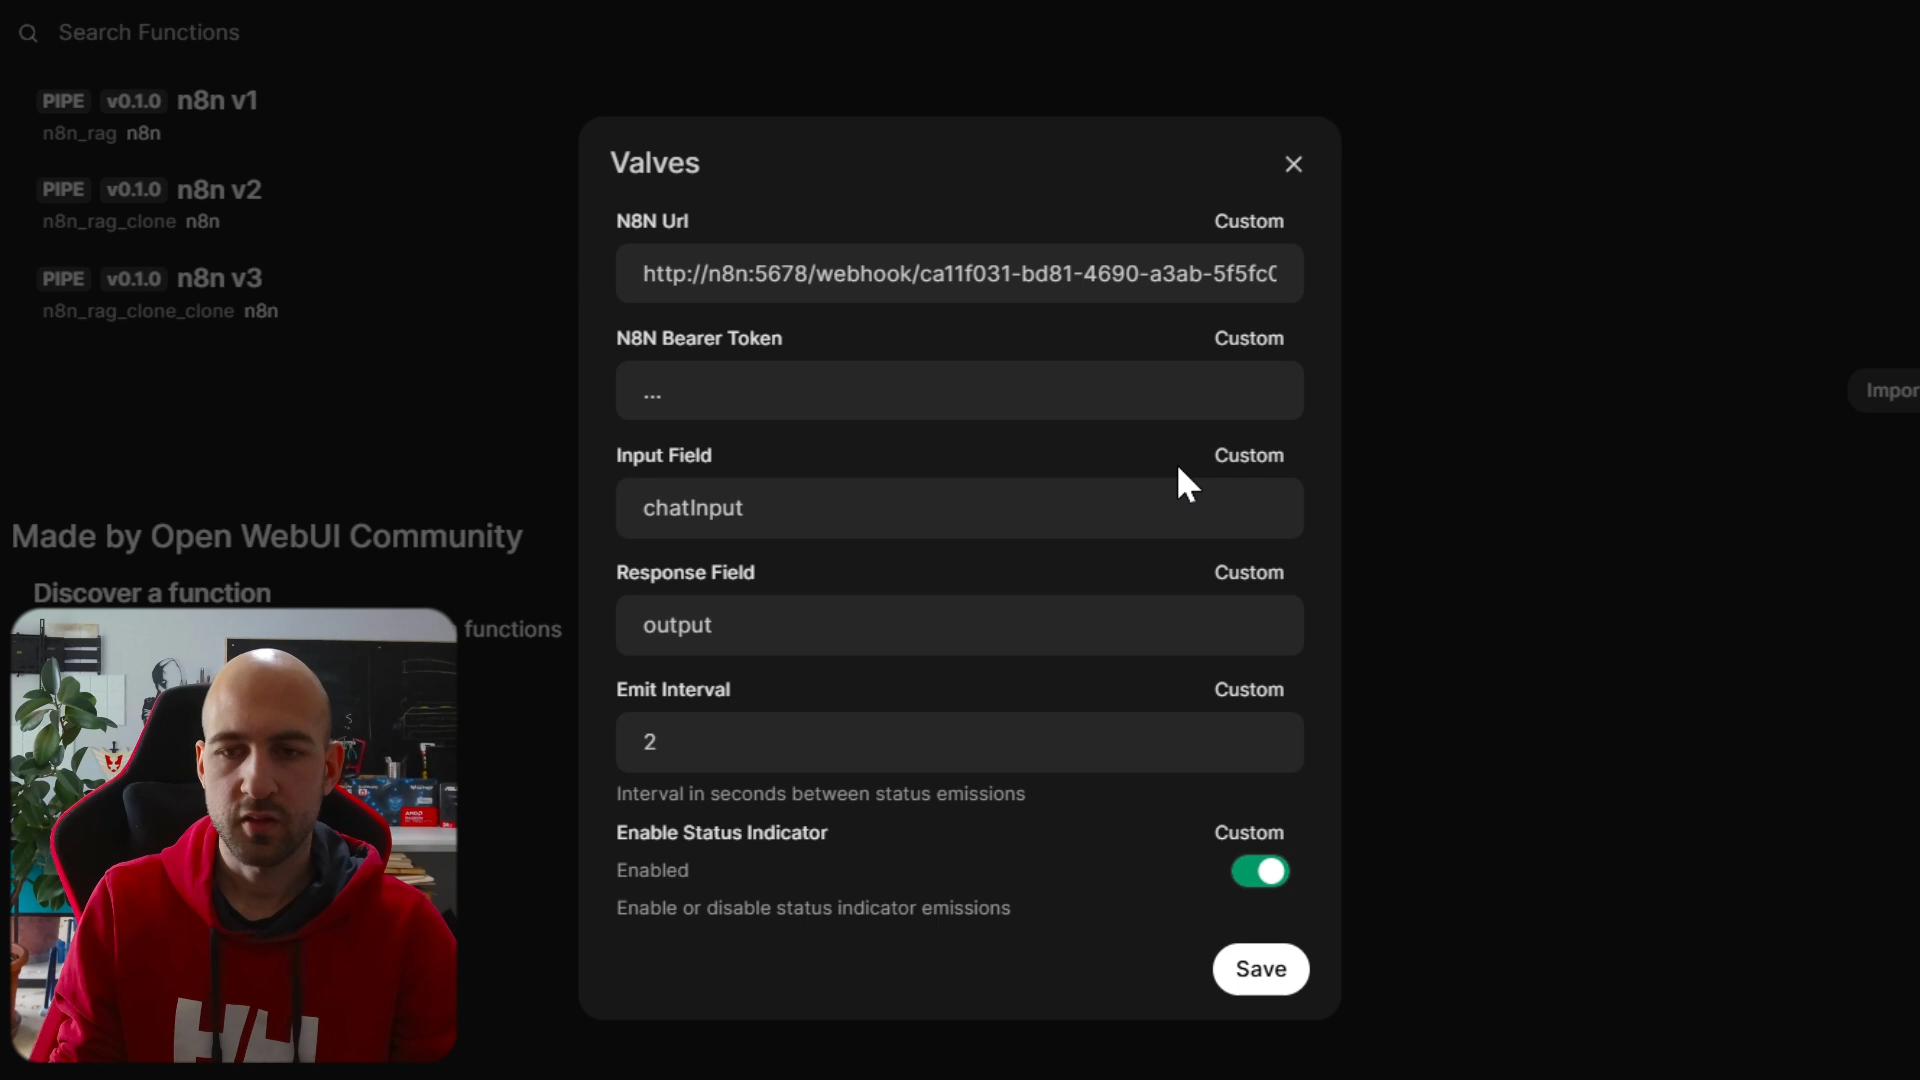 Search Functions
PIPE v0.1.0 n8n v1
n8n_rag n8n
PIPE v0.1.0 n8n v2
n8n_rag_clone n8n
PIPE v0.1.0 n8n v3
n8n_rag_clone_clone n8n
Made by Open WebUI Community
Discover a function
functions
Valves
N8N Url Custom
http://n8n:5678/webhook/ca11f031-bd81-4690-a3ab-5f5fc0
N8N Bearer Token Custom
...
Input Field Custom
chatInput
Response Field Custom
output
Emit Interval Custom
2
Interval in seconds between status emissions
Enable Status Indicator Custom
Enabled
Enable or disable status indicator emissions
Save
Impor
HH
AMD